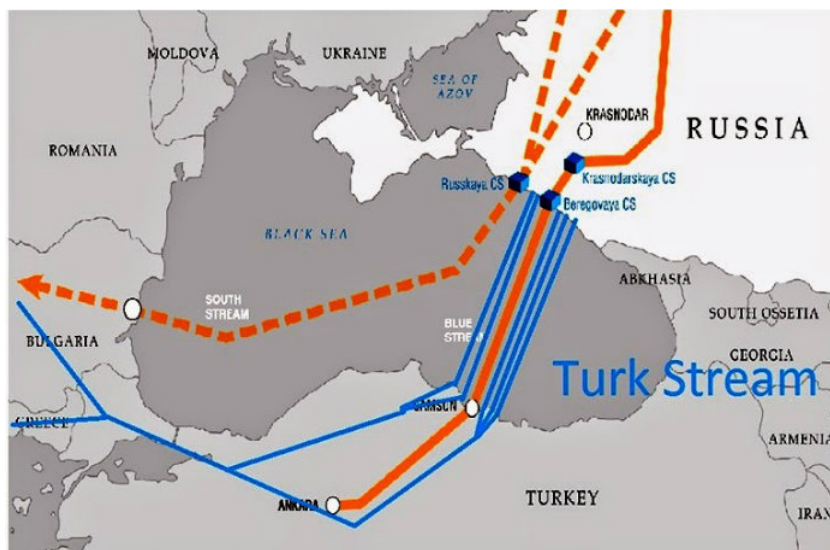 MOLDOVA
UKRAINE
SEA OF
AZOV
KRASNODAR
RUSSIA
ROMANIA
Russkaya CS
Krasnodarskaya CS
Beregovaya CS
BLACK SEA
ABKHASIA
SOUTH
STREAM
BLUE
SOUTH OSSETIA
BULGARIA
GEORGIA
Turk Stream
SAMSUN
GREECE
ARMENIA
ANKARA
TURKEY
IRAN